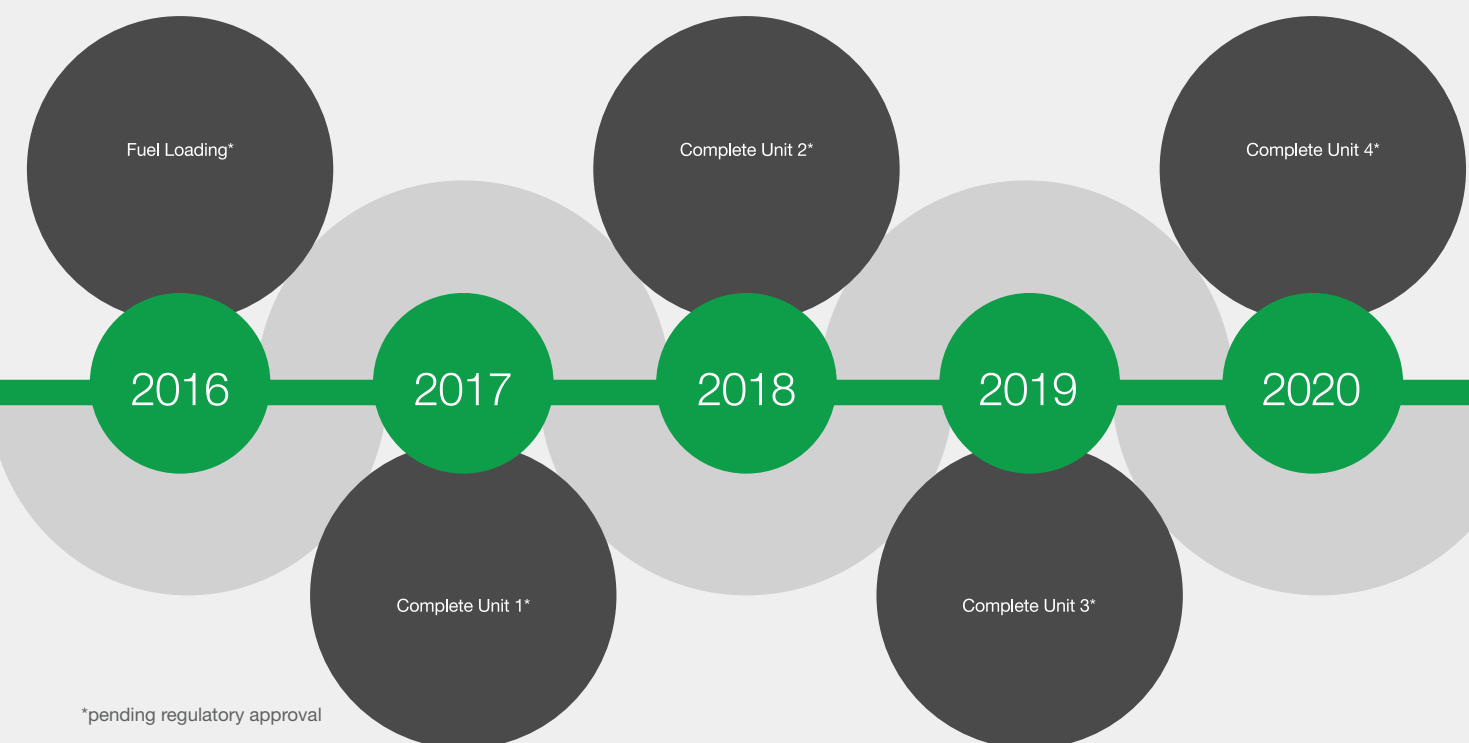 Fuel Loading*
Complete Unit 2*
Complete Unit 4*
2016
2017
2018
2019
2020
Complete Unit 1*
Complete Unit 3*
*pending regulatory approval